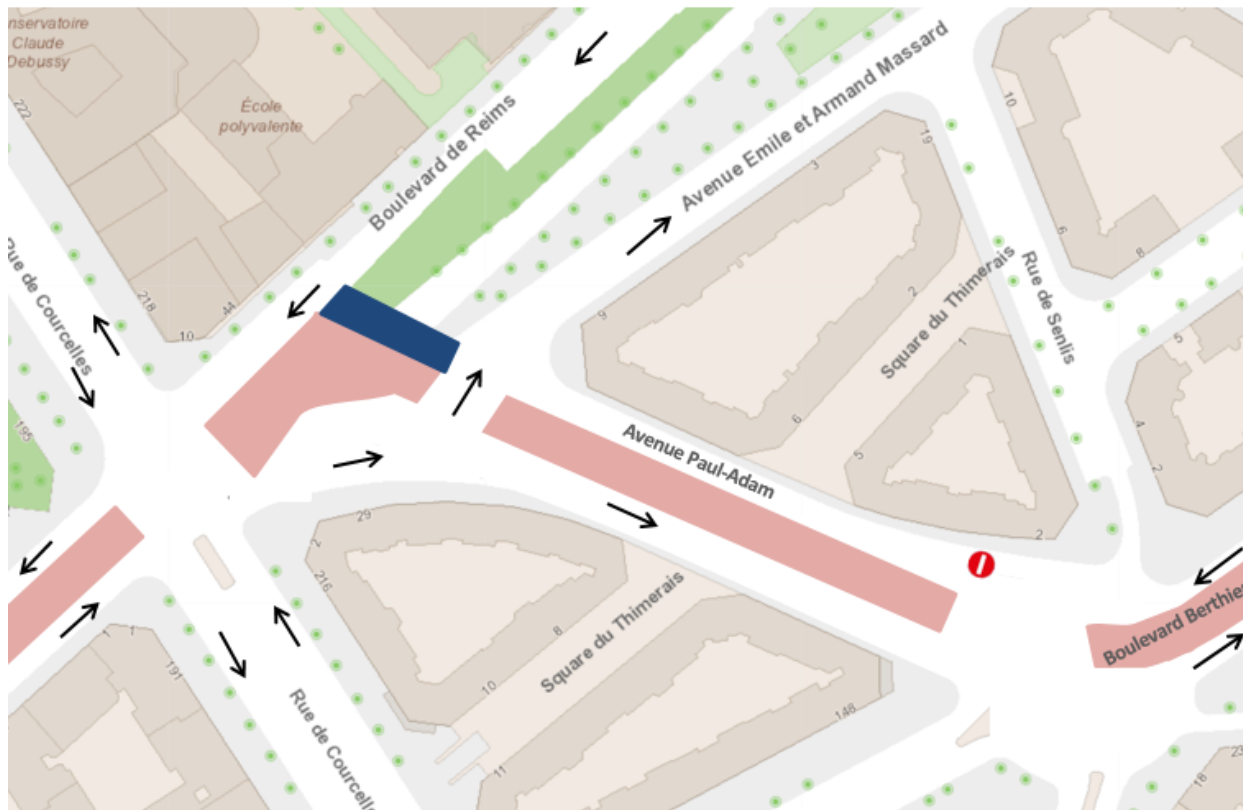 Conservatoire
Claude
Debussy
École
polyvalente
222
218
10
44
Boulevard de Reims
Avenue Emile et Armand Massard
Rue de Courcelles
195
3
19
10
6
8
9
2
1
6
5
2
Square du Thimerais
Rue de Senlis
5
4
2
Avenue Paul-Adam
29
2
216
8
10
11
148
Square du Thimerais
Boulevard Berthier
1
1
191
Rue de Courcelles
18
23